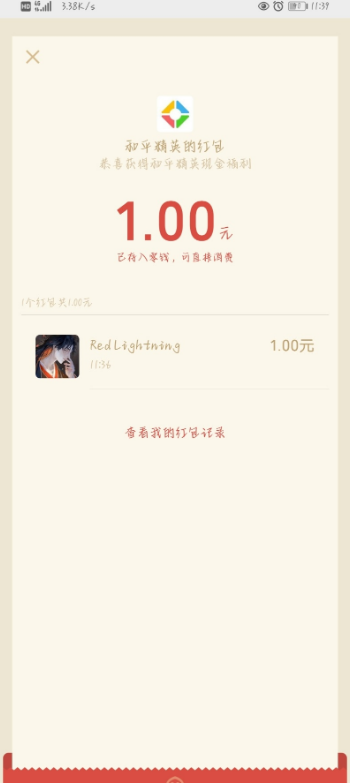 HD 3.38K/s 11:39
和平精英的红包
恭喜获得和平精英现金福利
1.00元
已存入零钱，可直接消费
1个红包共1.00元
Red Lightning 1.00元
11:36
查看我的红包记录